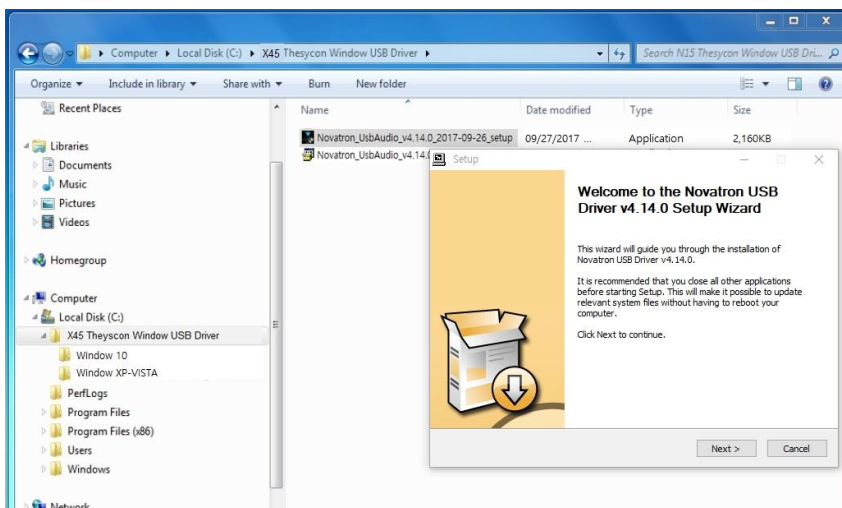 Computer Local Disk (C:) X45 Thesycon Window USB Driver
Search N15 Thesycon Window USB Dri...
Organize Include in library Share with Burn New folder
Recent Places
Libraries
Documents
Music
Pictures
Videos
Homegroup
Computer
Local Disk (C:)
X45 Theyscon Window USB Driver
Window 10
Window XP-VISTA
PerfLogs
Program Files
Program Files (x86)
Users
Windows
Network
Name Date modified Type Size
Novatron_UsbAudio_v4.14.0_2017-09-26_setup 09/27/2017 ... Application 2,160KB
Novatron_UsbAudio_v4.14.0
Setup
Welcome to the Novatron USB
Driver v4.14.0 Setup Wizard
This wizard will guide you through the installation of
Novatron USB Driver v4.14.0.
It is recommended that you close all other applications
before starting Setup. This will make it possible to update
relevant system files without having to reboot your
computer.
Click Next to continue.
Next > Cancel